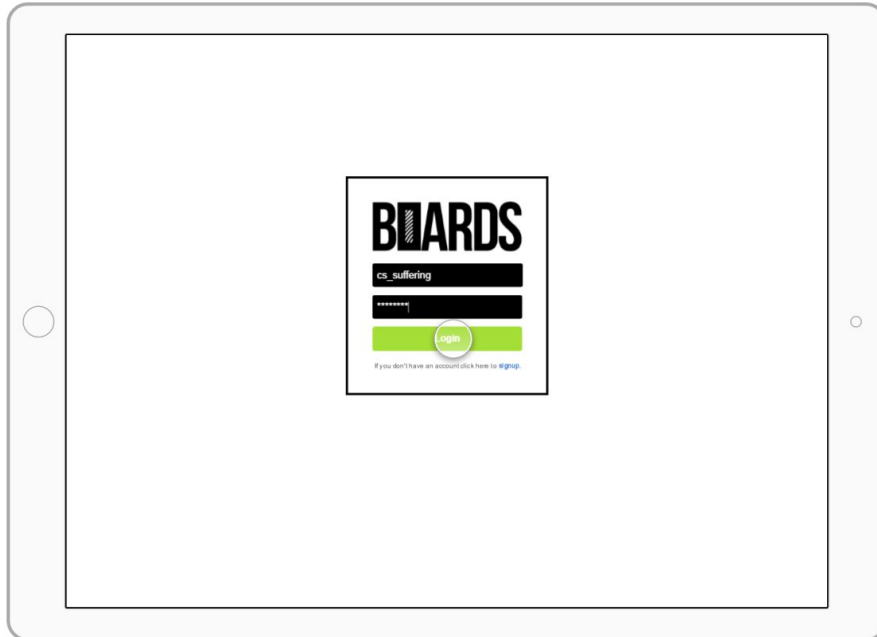 BOARDS
cs_suffering
********
Login
If you don't have an account click here to signup.